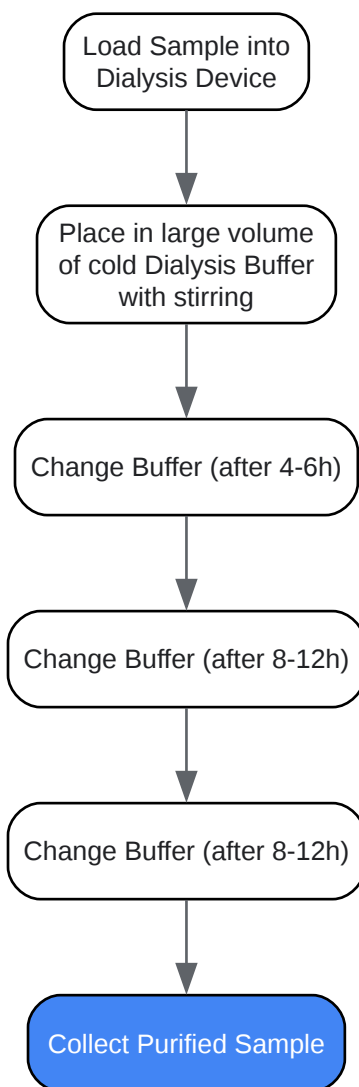 Load Sample into
Dialysis Device
Place in large volume
of cold Dialysis Buffer
with stirring
Change Buffer (after 4-6h)
Change Buffer (after 8-12h)
Change Buffer (after 8-12h)
Collect Purified Sample